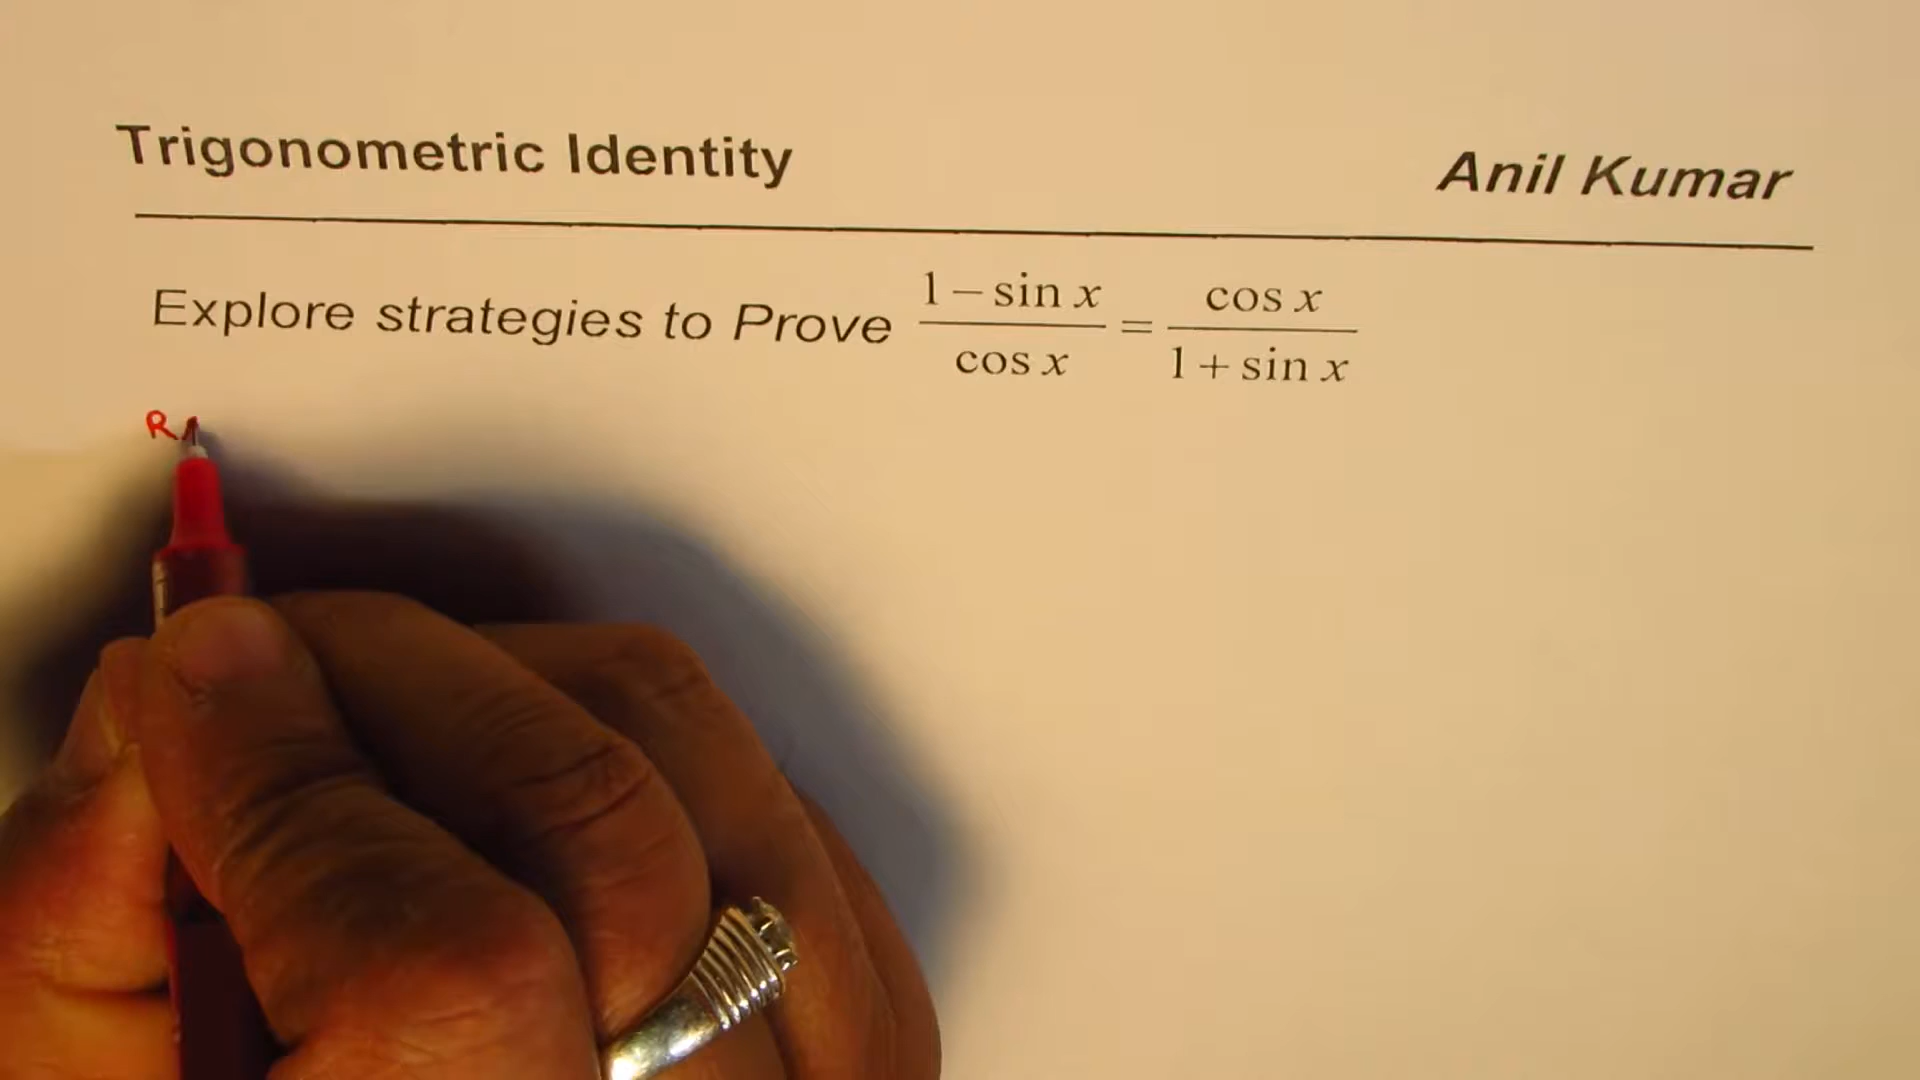 Trigonometric Identity
Anil Kumar
Explore strategies to Prove (1 − sin x)/(cos x) = (cos x)/(1 + sin x)
R